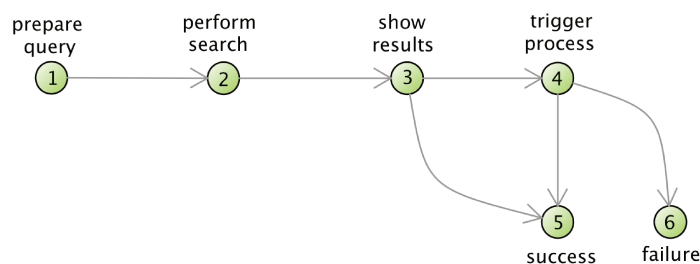 prepare
query
perform
search
show
results
trigger
process
1
2
3
4
5
6
success
failure